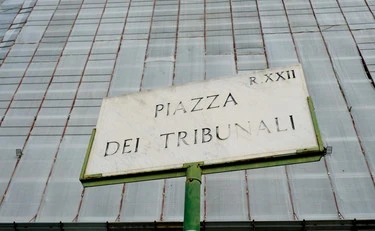 R. XXII
PIAZZA
DEI TRIBUNALI